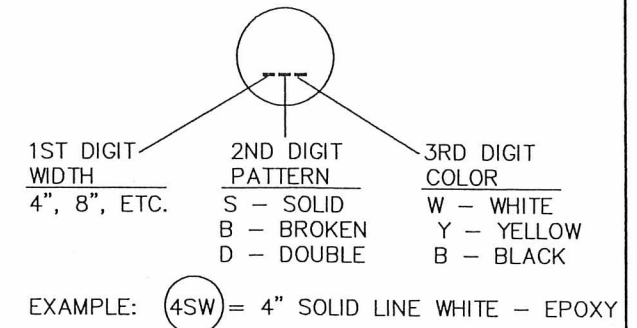 1ST DIGIT 2ND DIGIT 3RD DIGIT
WIDTH PATTERN COLOR
4", 8", ETC. S – SOLID W – WHITE
B – BROKEN Y – YELLOW
D – DOUBLE B – BLACK
EXAMPLE: 4SW = 4" SOLID LINE WHITE – EPOXY